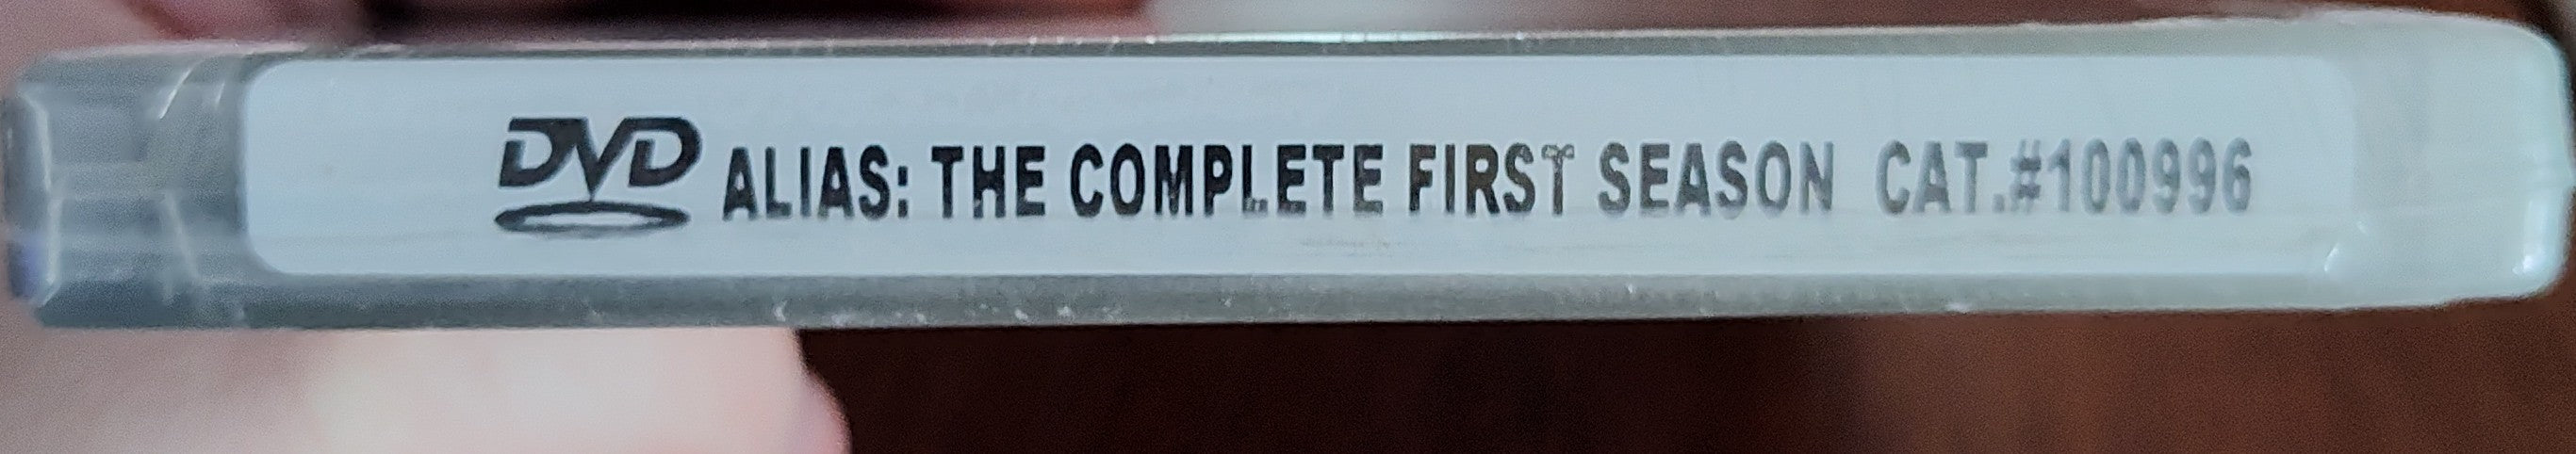 DVD ALIAS: THE COMPLETE FIRST SEASON CAT.#100996